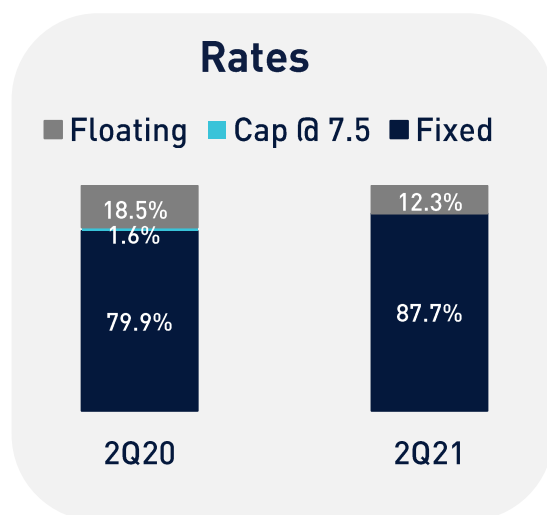 Rates
Floating Cap @ 7.5 Fixed
18.5% 12.3%
1.6%
79.9% 87.7%
2Q20 2Q21